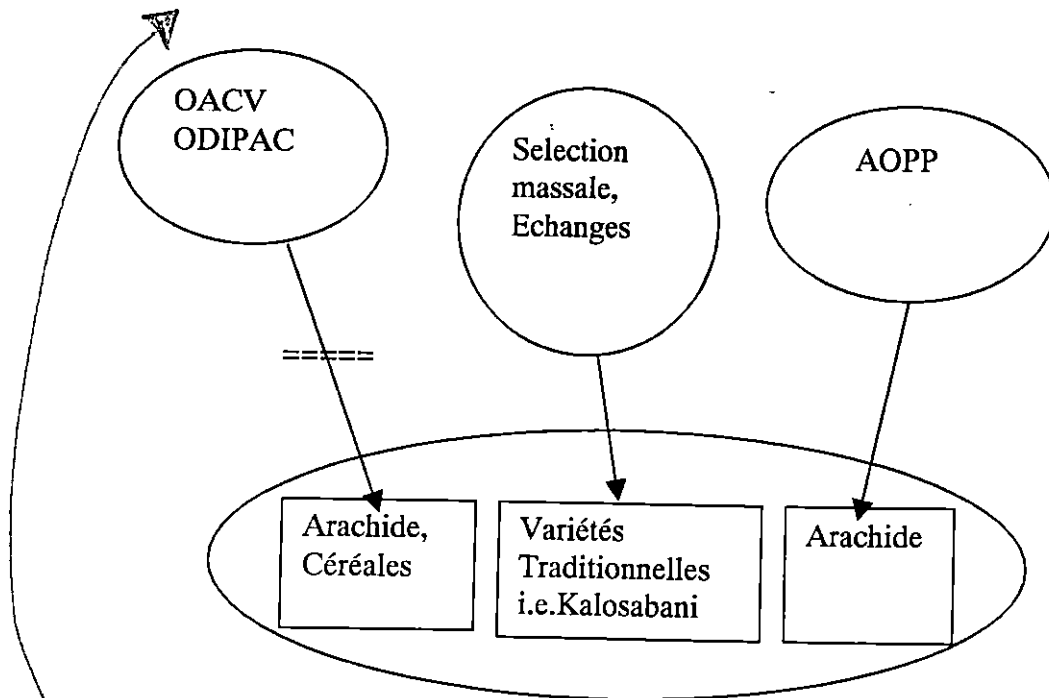 OACV
ODIPAC
Selection
massale,
Echanges
AOPP
Arachide,
Céréales
Variétés
Traditionnelles
i.e.Kalosabani
Arachide